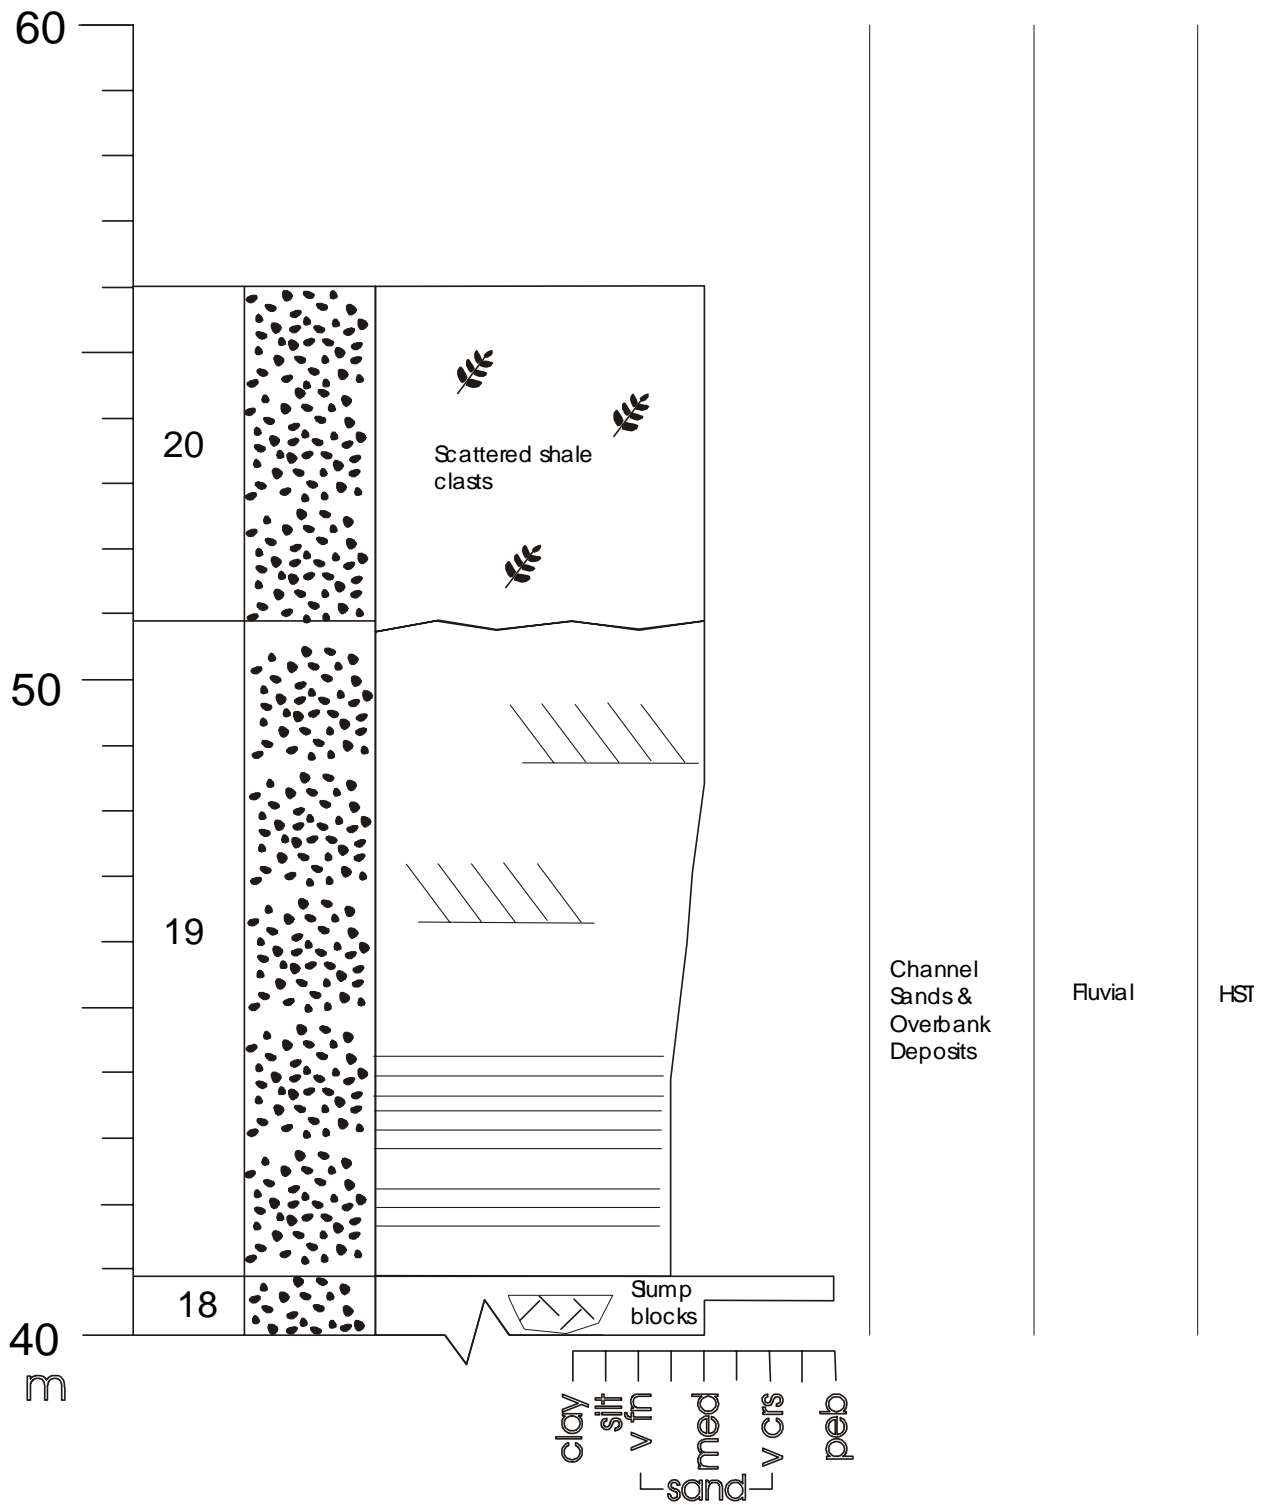 60
20
Scattered shale
clasts
50
19
Channel
Sands &
Overbank
Deposits
Fluvial
HST
18
Slump
blocks
40
m
clay
silt
v fn
med
v crs
peb
sand